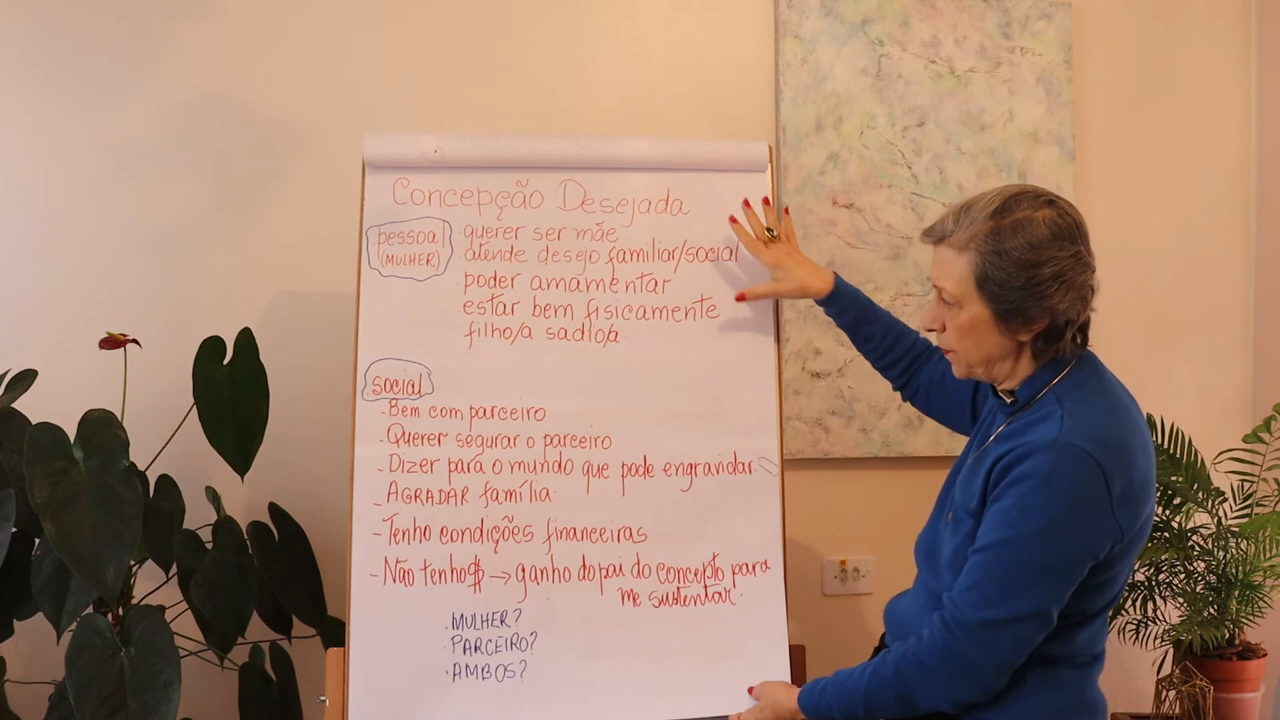 Concepção Desejada
.pessoal (MULHER)
.querer ser mãe
.atende desejo familiar/social
.poder amamentar
.estar bem fisicamente
.filho/a sadio/a
.social
- Bem com parceiro
- Querer segurar o parceiro
- Dizer para o mundo que pode engravidar.
- AGRADAR família.
- Tenho condições financeiras
- Não tenho $ → ganho do pai do concepto para
me sustentar.
. MULHER?
. PARCEIRO?
. AMBOS?